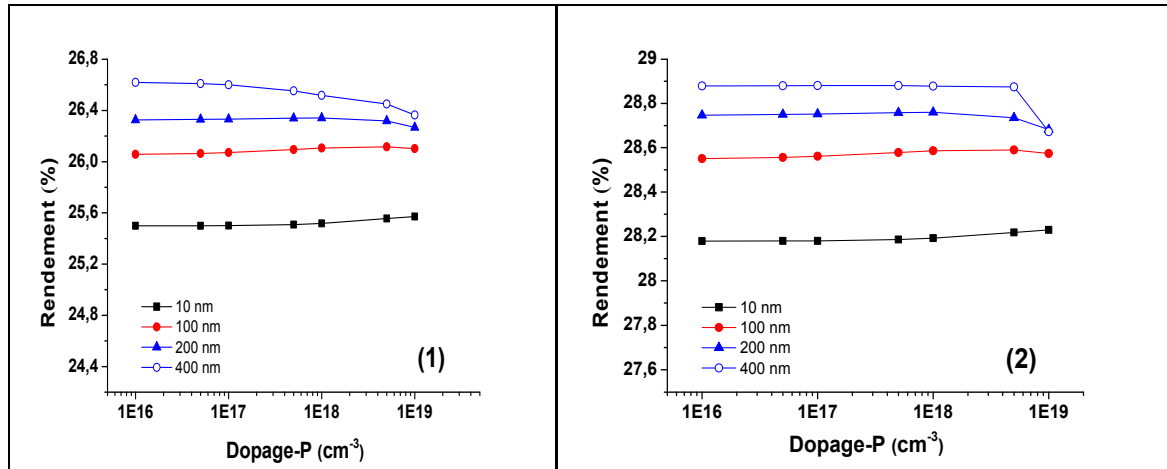 26,8
26,4
26,0
25,6
25,2
24,8
24,4
Rendement (%)
10 nm
100 nm
200 nm
400 nm
(1)
1E16 1E17 1E18 1E19
Dopage-P (cm-3)
29
28,8
28,6
28,4
28,2
28
27,8
27,6
Rendement (%)
10 nm
100 nm
200 nm
400 nm
(2)
1E16 1E17 1E18 1E19
Dopage-P (cm-3)